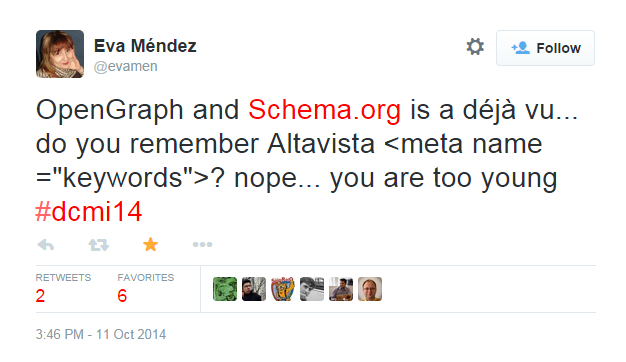 Eva Méndez
@evamen
Follow
OpenGraph and Schema.org is a déjà vu...
do you remember Altavista <meta name
="keywords">? nope... you are too young
#dcmi14
RETWEETS
FAVORITES
2
6
3:46 PM - 11 Oct 2014